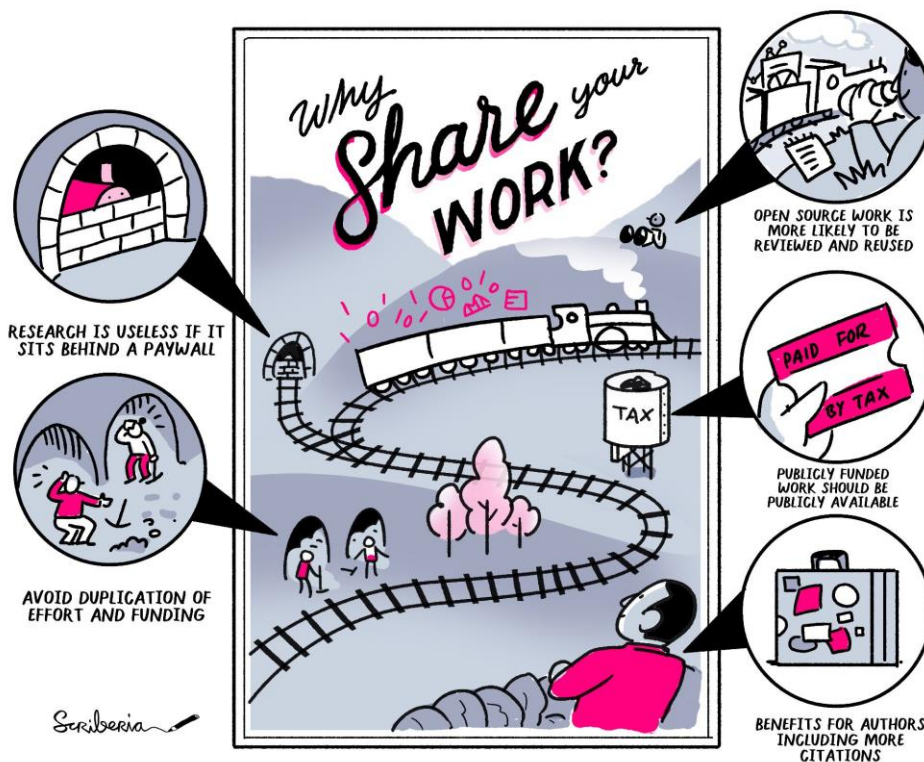 Why
Share your
WORK?
RESEARCH IS USELESS IF IT
SITS BEHIND A PAYWALL
AVOID DUPLICATION OF
EFFORT AND FUNDING
OPEN SOURCE WORK IS
MORE LIKELY TO BE
REVIEWED AND REUSED
TAX
PAID FOR
BY TAX
PUBLICLY FUNDED
WORK SHOULD BE
PUBLICLY AVAILABLE
BENEFITS FOR AUTHORS
INCLUDING MORE
CITATIONS
Scriberia